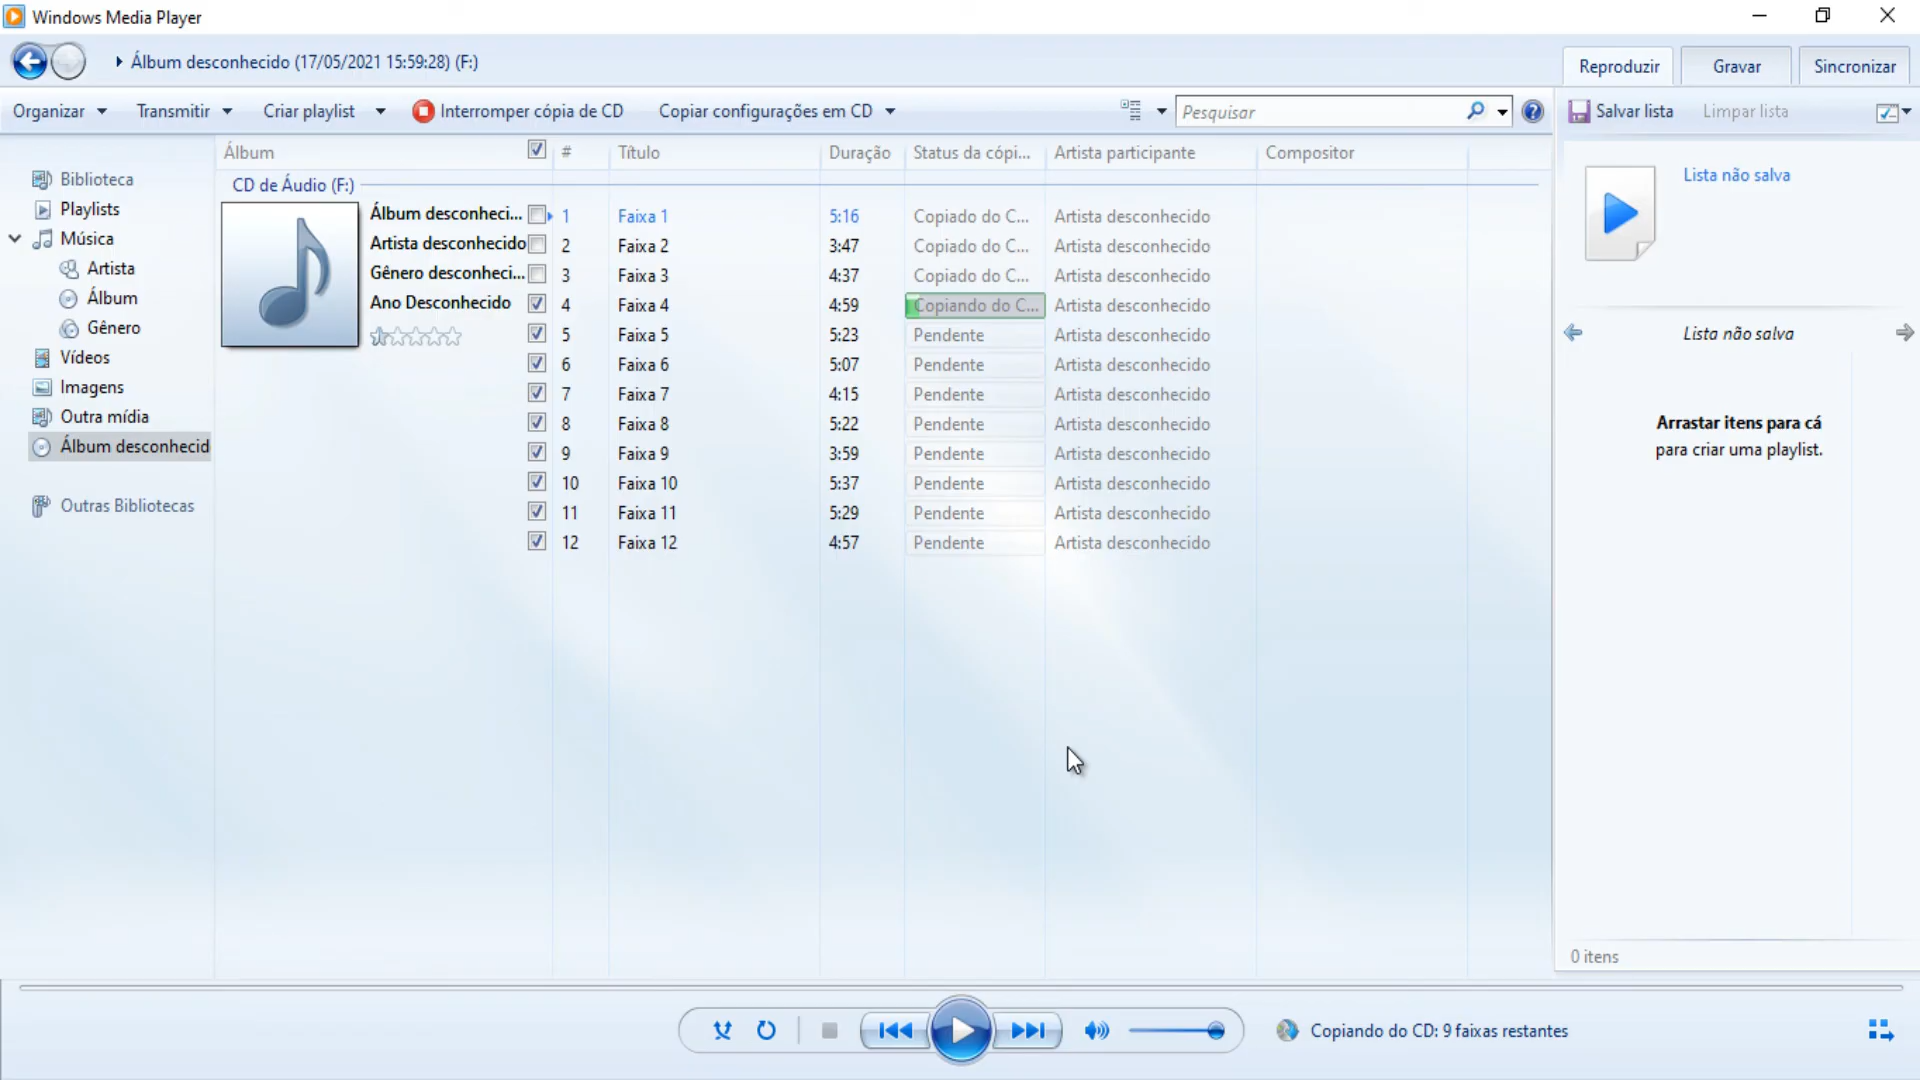 Windows Media Player
Álbum desconhecido (17/05/2021 15:59:28) (F:)
Reproduzir
Gravar
Sincronizar
Organizar
Transmitir
Criar playlist
Interromper cópia de CD
Copiar configurações em CD
Pesquisar
Salvar lista
Limpar lista
Álbum # Título Duração Status da cópi... Artista participante Compositor
CD de Áudio (F:)
Biblioteca
Playlists
Música
Artista
Álbum
Gênero
Vídeos
Imagens
Outra mídia
Álbum desconhecid
Outras Bibliotecas
Álbum desconheci...
Artista desconhecido
Gênero desconheci...
Ano Desconhecido
1 Faixa 1 5:16 Copiado do C... Artista desconhecido
2 Faixa 2 3:47 Copiado do C... Artista desconhecido
3 Faixa 3 4:37 Copiado do C... Artista desconhecido
4 Faixa 4 4:59 Copiando do C... Artista desconhecido
5 Faixa 5 5:23 Pendente Artista desconhecido
6 Faixa 6 5:07 Pendente Artista desconhecido
7 Faixa 7 4:15 Pendente Artista desconhecido
8 Faixa 8 5:22 Pendente Artista desconhecido
9 Faixa 9 3:59 Pendente Artista desconhecido
10 Faixa 10 5:37 Pendente Artista desconhecido
11 Faixa 11 5:29 Pendente Artista desconhecido
12 Faixa 12 4:57 Pendente Artista desconhecido
Lista não salva
Lista não salva
Arrastar itens para cá
para criar uma playlist.
0 itens
Copiando do CD: 9 faixas restantes